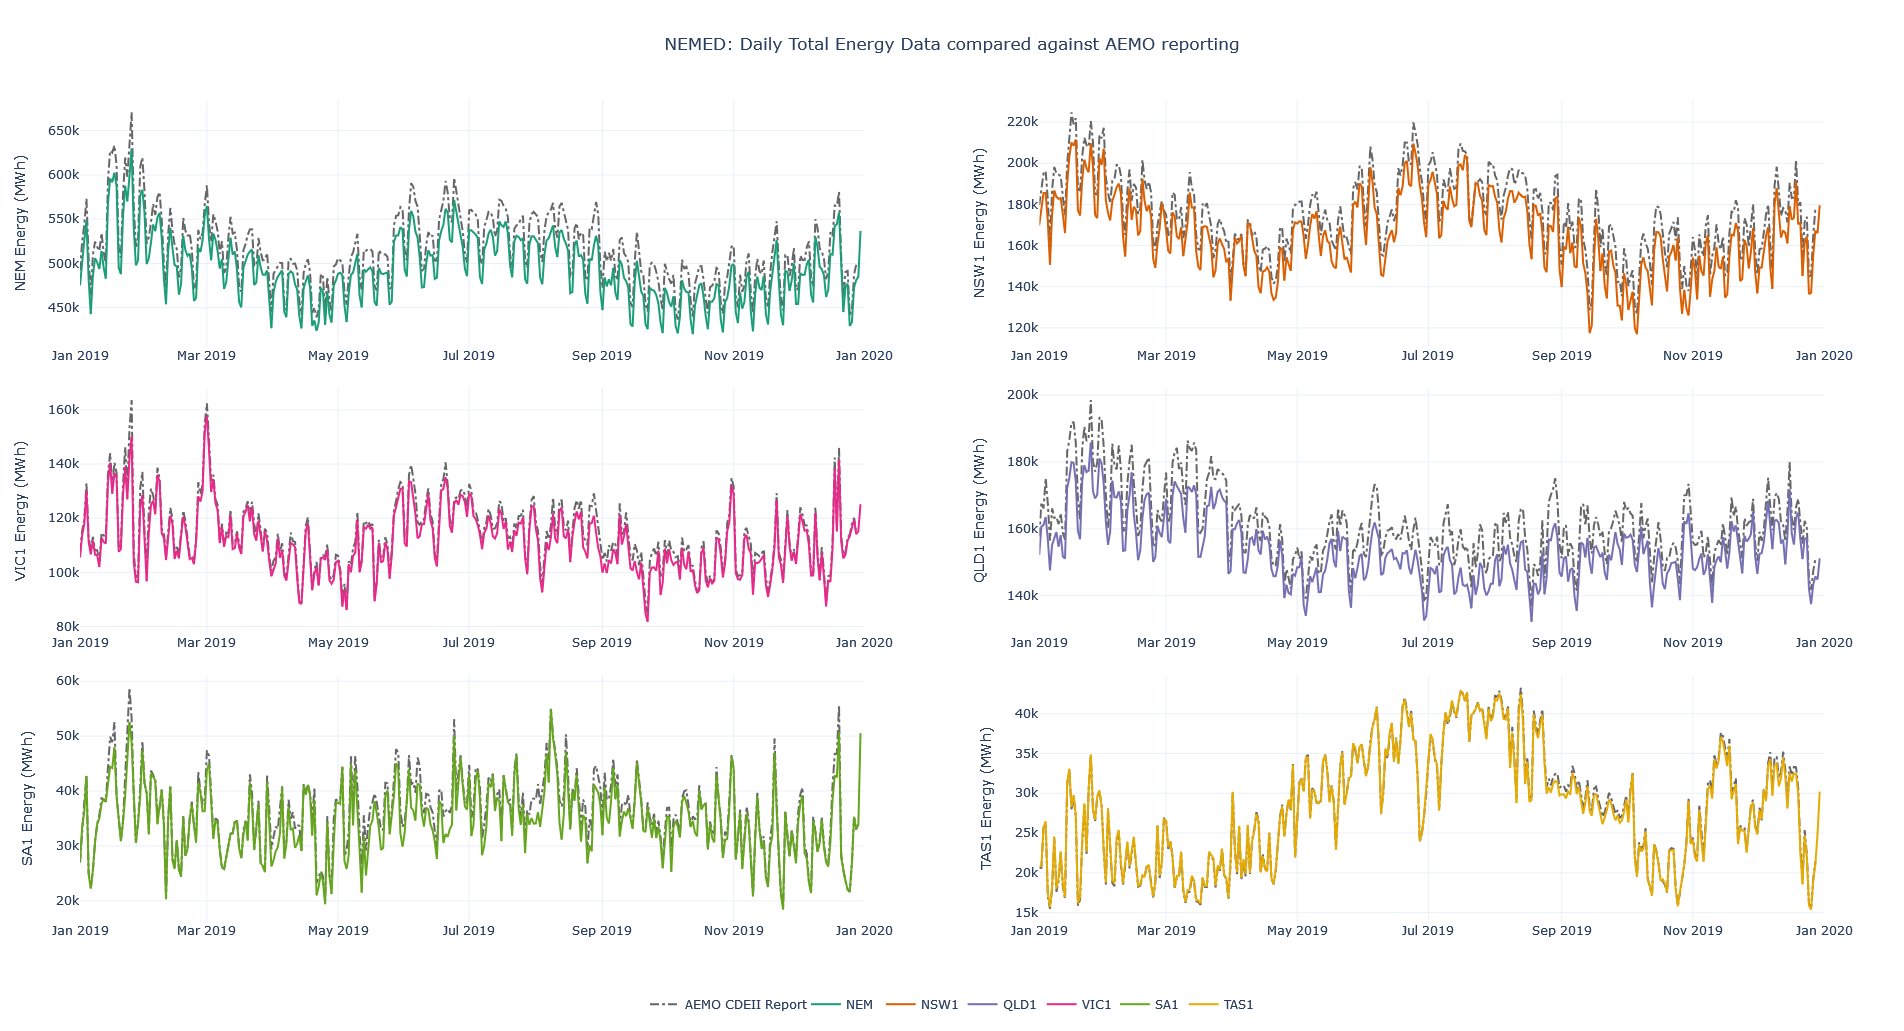 NEMED: Daily Total Energy Data compared against AEMO reporting
NEM Energy (MWh)
650k
600k
550k
500k
450k
Jan 2019 Mar 2019 May 2019 Jul 2019 Sep 2019 Nov 2019 Jan 2020
NSW1 Energy (MWh)
220k
200k
180k
160k
140k
120k
Jan 2019 Mar 2019 May 2019 Jul 2019 Sep 2019 Nov 2019 Jan 2020
VIC1 Energy (MWh)
160k
140k
120k
100k
80k
Jan 2019 Mar 2019 May 2019 Jul 2019 Sep 2019 Nov 2019 Jan 2020
QLD1 Energy (MWh)
200k
180k
160k
140k
Jan 2019 Mar 2019 May 2019 Jul 2019 Sep 2019 Nov 2019 Jan 2020
SA1 Energy (MWh)
60k
50k
40k
30k
20k
Jan 2019 Mar 2019 May 2019 Jul 2019 Sep 2019 Nov 2019 Jan 2020
TAS1 Energy (MWh)
40k
35k
30k
25k
20k
15k
Jan 2019 Mar 2019 May 2019 Jul 2019 Sep 2019 Nov 2019 Jan 2020
AEMO CDEII Report NEM NSW1 QLD1 VIC1 SA1 TAS1